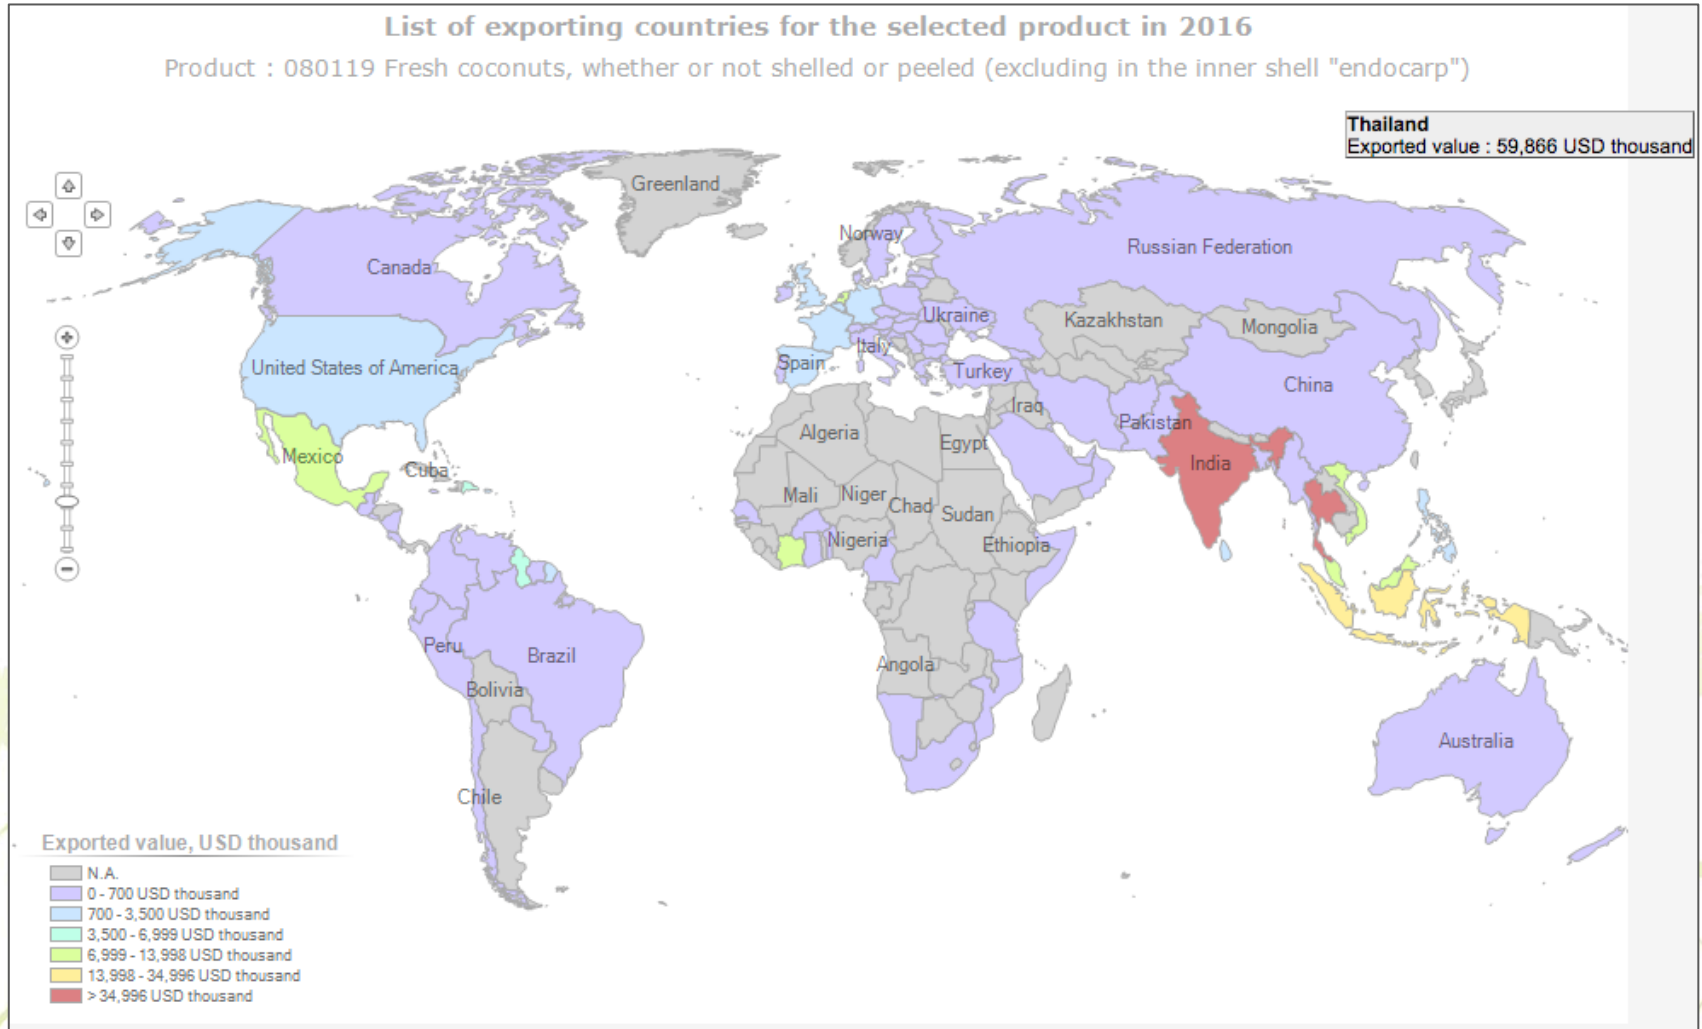 List of exporting countries for the selected product in 2016
Product : 080119 Fresh coconuts, whether or not shelled or peeled (excluding in the inner shell "endocarp")
Thailand
Exported value : 59,866 USD thousand
Greenland
Norway
Russian Federation
Canada
Ukraine
Kazakhstan
Mongolia
Italy
United States of America
Spain
Turkey
China
Iraq
Pakistan
Algeria
Egypt
Mexico
Cuba
India
Mali
Niger
Chad
Sudan
Nigeria
Ethiopia
Peru
Brazil
Angola
Bolivia
Australia
Chile
Exported value, USD thousand
N.A.
0 - 700 USD thousand
700 - 3,500 USD thousand
3,500 - 6,999 USD thousand
6,999 - 13,998 USD thousand
13,998 - 34,996 USD thousand
> 34,996 USD thousand